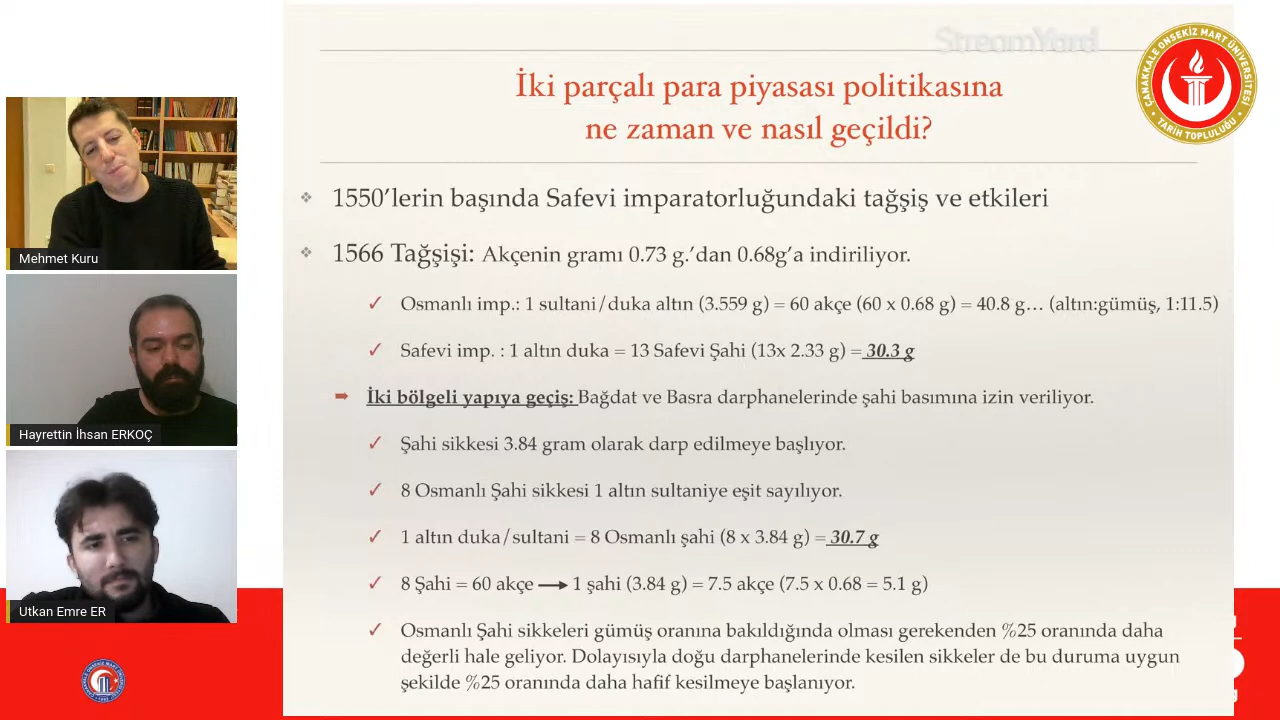 StreamYard
ÇANAKKALE ONSEKİZ MART ÜNİVERSİTESİ
TARİH TOPLULUĞU
İki parçalı para piyasası politikasına
ne zaman ve nasıl geçildi?
❖ 1550’lerin başında Safevi imparatorluğundaki tağşiş ve etkileri
❖ 1566 Tağşişi: Akçenin gramı 0.73 g.’dan 0.68g’a indiriliyor.
✓ Osmanlı imp.: 1 sultani/duka altın (3.559 g) = 60 akçe (60 x 0.68 g) = 40.8 g… (altın:gümüş, 1:11.5)
✓ Safevi imp. : 1 altın duka = 13 Safevi Şahi (13x 2.33 g) = 30.3 g
➡ İki bölgeli yapıya geçiş: Bağdat ve Basra darphanelerinde şahi basımına izin veriliyor.
✓ Şahi sikkesi 3.84 gram olarak darp edilmeye başlıyor.
✓ 8 Osmanlı Şahi sikkesi 1 altın sultaniye eşit sayılıyor.
✓ 1 altın duka/sultani = 8 Osmanlı şahi (8 x 3.84 g) = 30.7 g
✓ 8 Şahi = 60 akçe ⟶ 1 şahi (3.84 g) = 7.5 akçe (7.5 x 0.68 = 5.1 g)
✓ Osmanlı Şahi sikkeleri gümüş oranına bakıldığında olması gerekenden %25 oranında daha
değerli hale geliyor. Dolayısıyla doğu darphanelerinde kesilen sikkeler de bu duruma uygun
şekilde %25 oranında daha hafif kesilmeye başlanıyor.
Mehmet Kuru
Hayrettin İhsan ERKOÇ
Utkan Emre ER